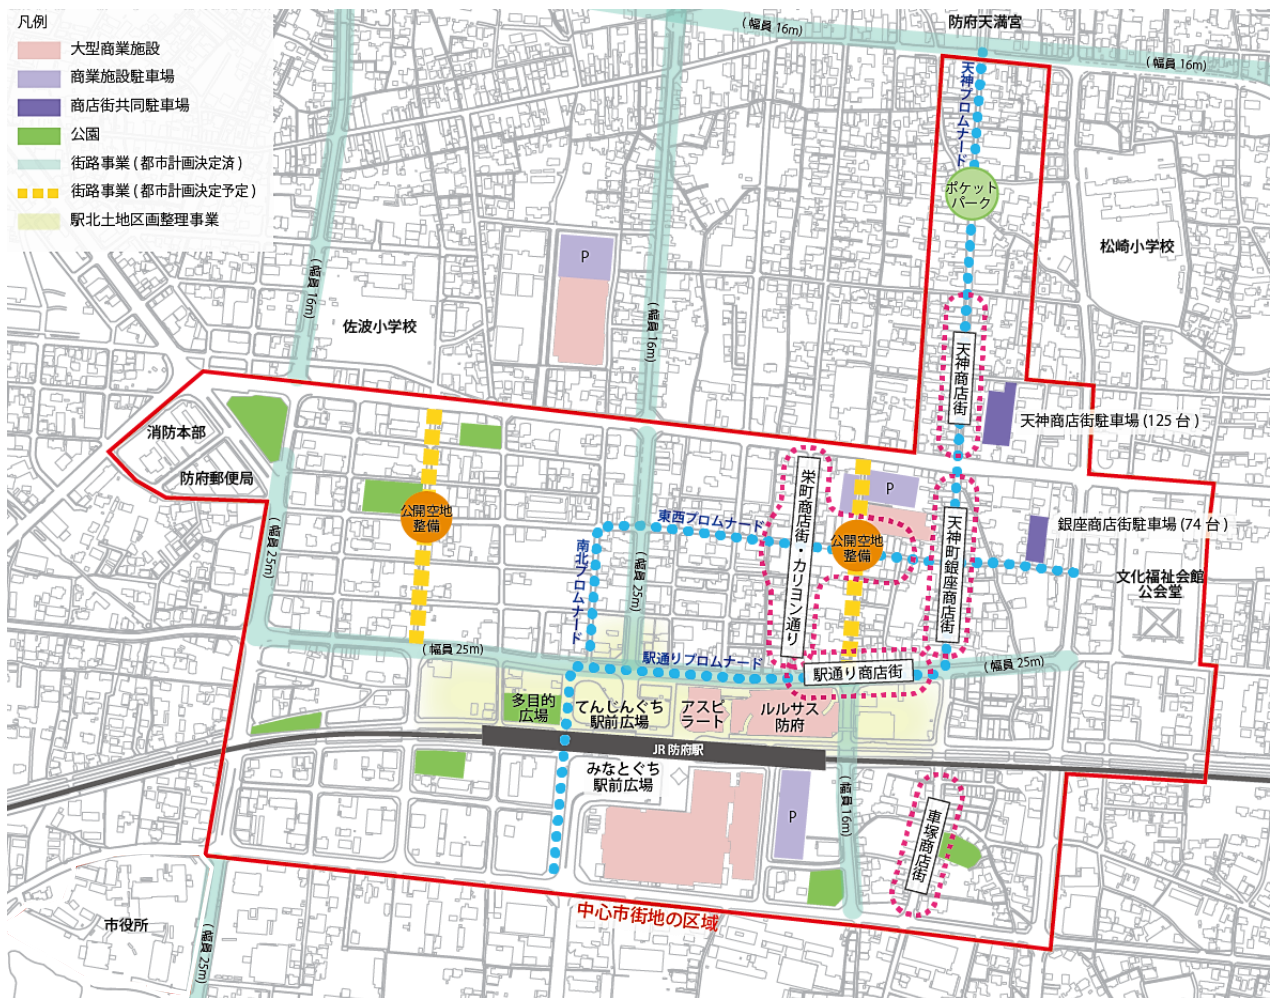 凡例
大型商業施設
商業施設駐車場
商店街共同駐車場
公園
街路事業 ( 都市計画決定済 )
街路事業 ( 都市計画決定予定 )
駅北土地区画整理事業
( 幅員 16m)
防府天満宮
( 幅員 16m)
天神プロムナード
ポケット
パーク
松崎小学校
P
( 幅員 16m)
佐波小学校
( 幅員 16m)
天神商店街
天神商店街駐車場 (125 台 )
消防本部
防府郵便局
栄町商店街・カリヨン通り
P
公開空地
整備
東西プロムナード
天神町銀座商店街
銀座商店街駐車場 (74 台 )
公開空地
整備
( 幅員 25m)
南北プロムナード
( 幅員 25m)
文化福祉会館
公会堂
( 幅員 25m)
駅通りプロムナード
駅通り商店街
( 幅員 25m)
多目的
広場
てんじんぐち
駅前広場
アスピ
ラート
ルルサス
防府
JR 防府駅
みなとぐち
駅前広場
P
( 幅員 16m)
車塚商店街
中心市街地の区域
市役所
( 幅員 25m)